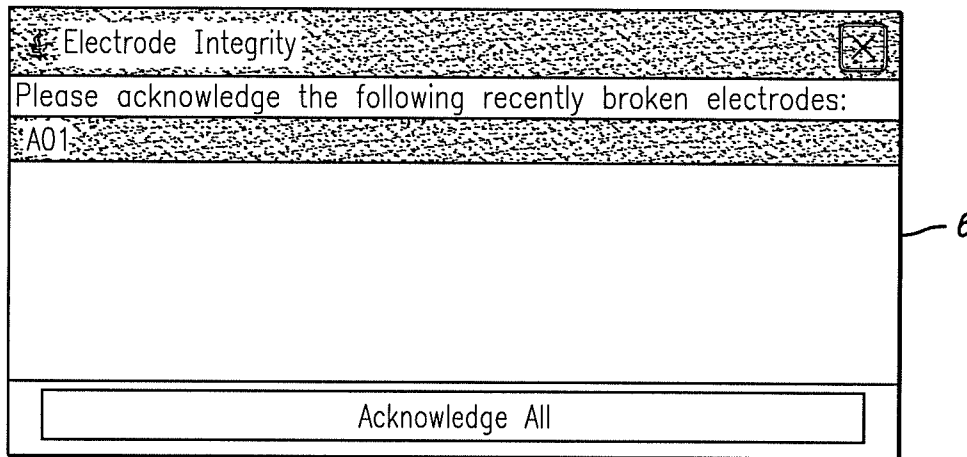 Electrode Integrity
Please acknowledge the following recently broken electrodes:
A01
Acknowledge All